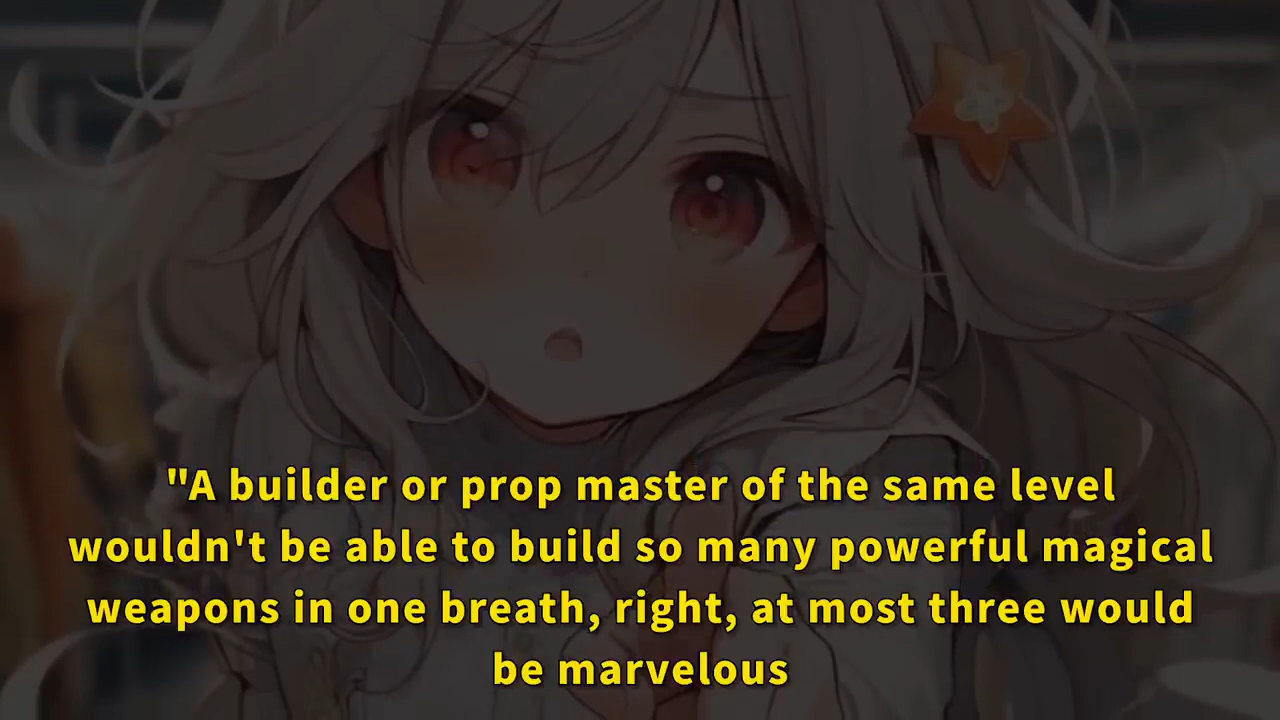 "A builder or prop master of the same level
wouldn't be able to build so many powerful magical
weapons in one breath, right, at most three would
be marvelous